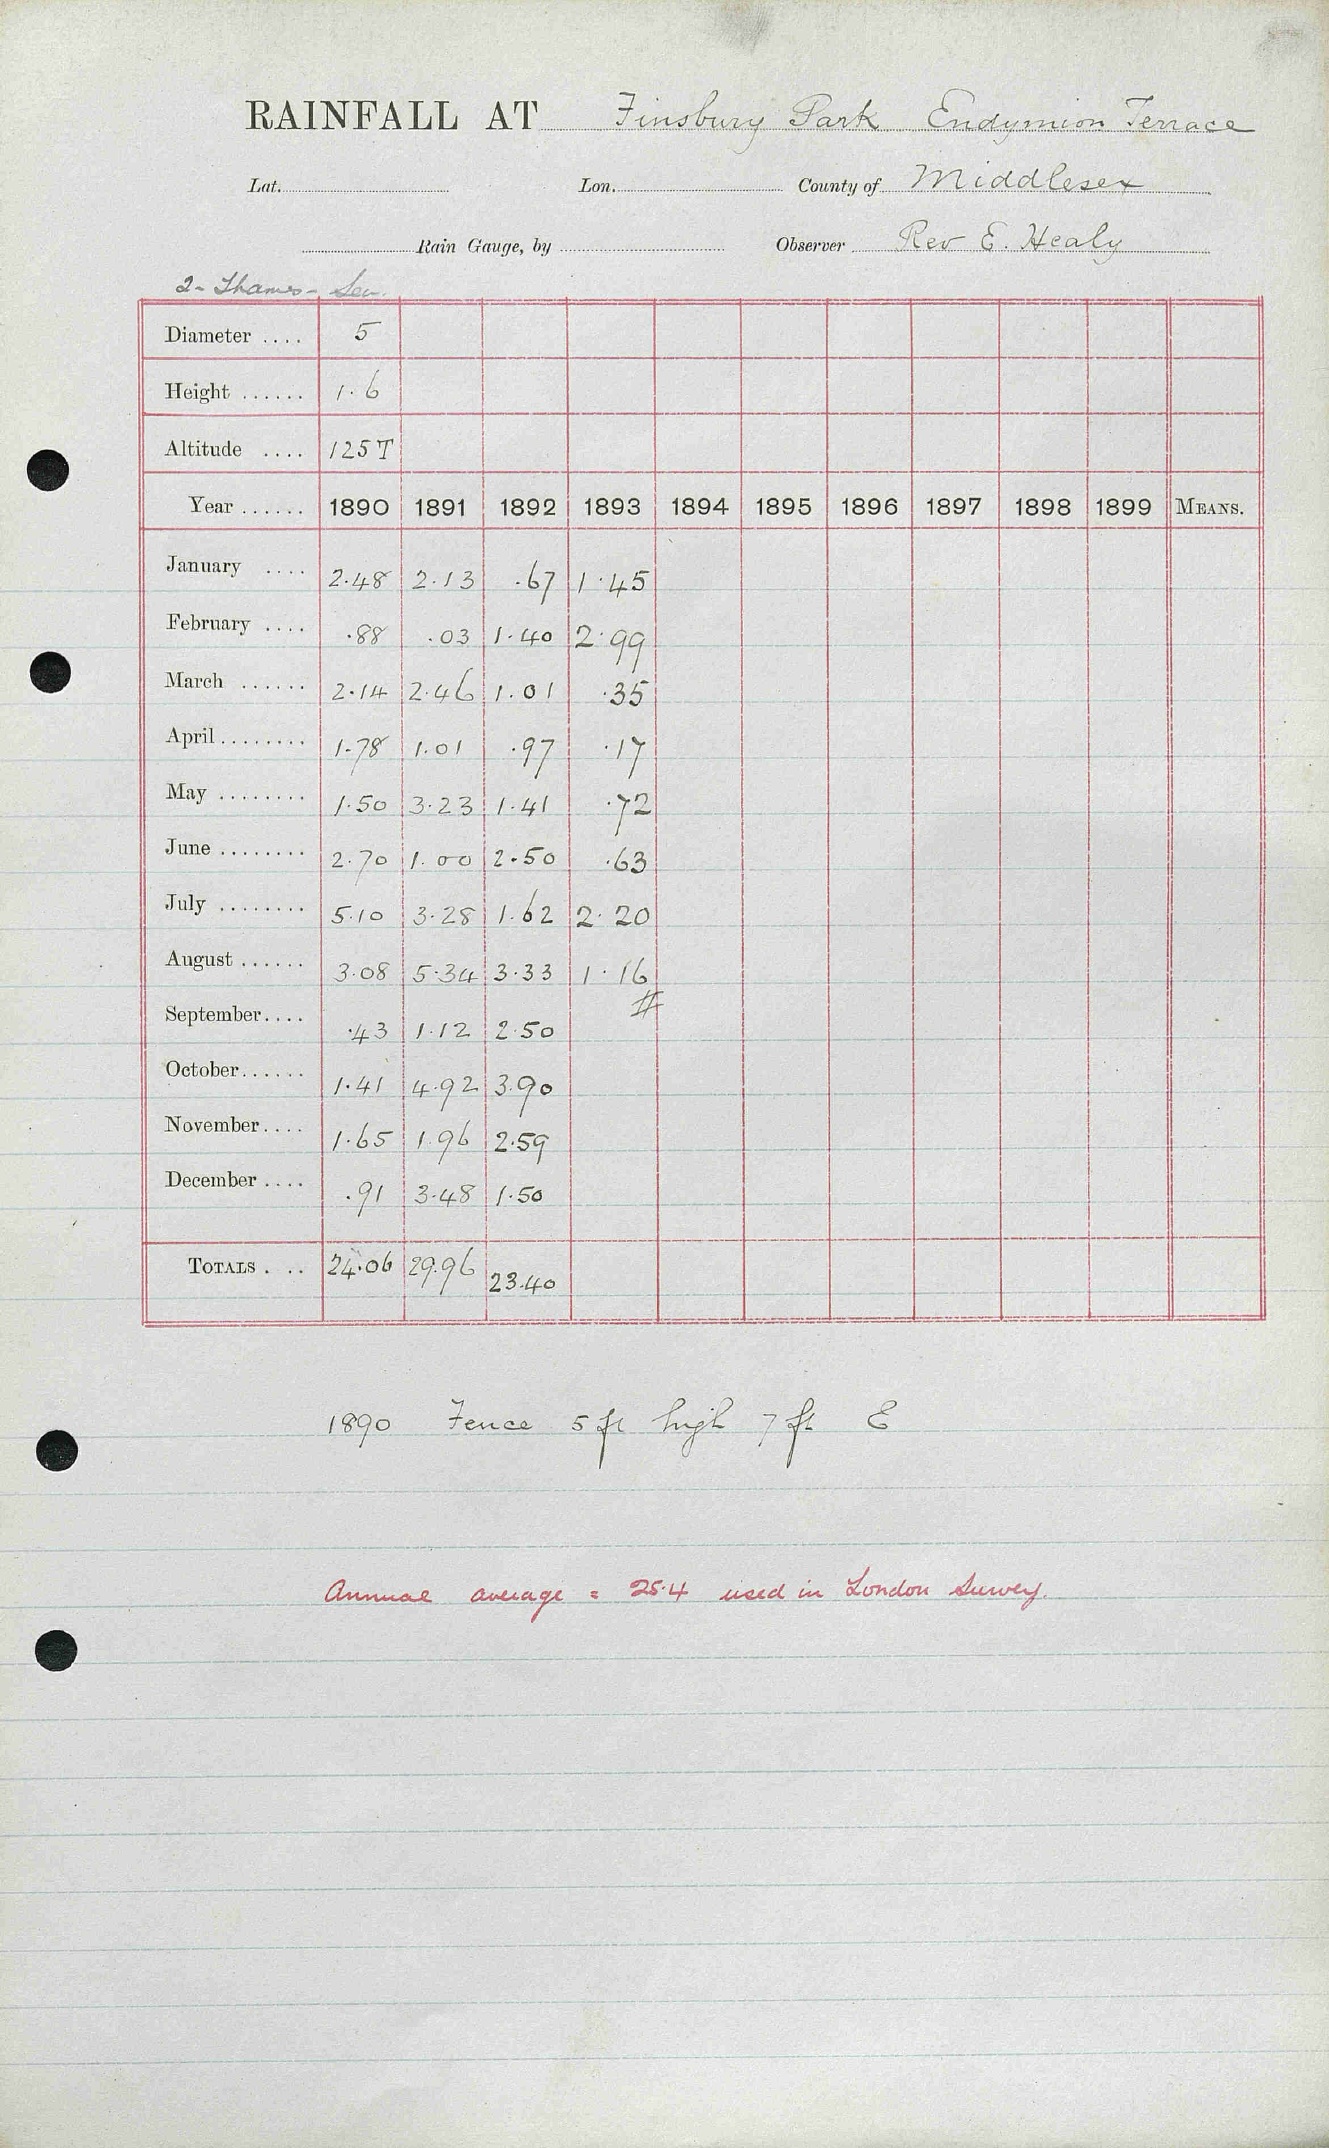 RAINFALL AT Finsbury Park Endymion Terrace
Lat. Lon. County of Middlesex
Rain Gauge, by Observer Rev E. Healy
2 - Thames - Lea
Diameter .... 5
Height ...... 1.6
Altitude .... 125T
Year ...... 1890 1891 1892 1893 1894 1895 1896 1897 1898 1899 MEANS.
January .... 2.48 2.13 .67 1.45
February .... .88 .03 1.40 2.99
March ...... 2.14 2.46 1.01 .35
April ........ 1.78 1.01 .97 .17
May ........ 1.50 3.23 1.41 .72
June ........ 2.70 1.00 2.50 .63
July ........ 5.10 3.28 1.62 2.20
August ...... 3.08 5.34 3.33 1.16
#
September.... .43 1.12 2.50
October...... 1.41 4.92 3.90
November.... 1.65 1.96 2.59
December .... .91 3.48 1.50
TOTALS . .. 24.06 29.96 23.40
1890 Fence 5 ft high 7 ft E
Annual average = 25.4 used in London Survey.